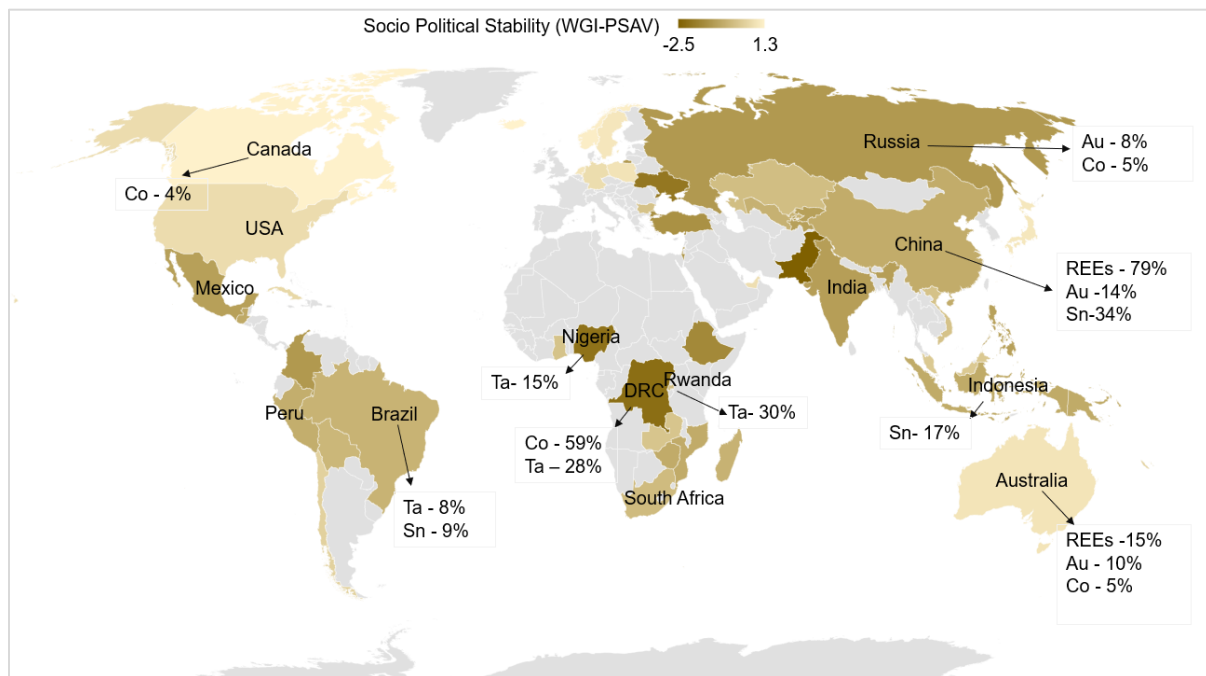 Socio Political Stability (WGI-PSAV)
-2.5 1.3
Canada
Co - 4%
USA
Mexico
Peru
Brazil
Ta - 8%
Sn - 9%
Nigeria
Ta- 15%
DRC
Co - 59%
Ta – 28%
Rwanda
Ta- 30%
South Africa
Russia
Au - 8%
Co - 5%
China
REEs - 79%
Au -14%
Sn-34%
India
Indonesia
Sn- 17%
Australia
REEs -15%
Au - 10%
Co - 5%